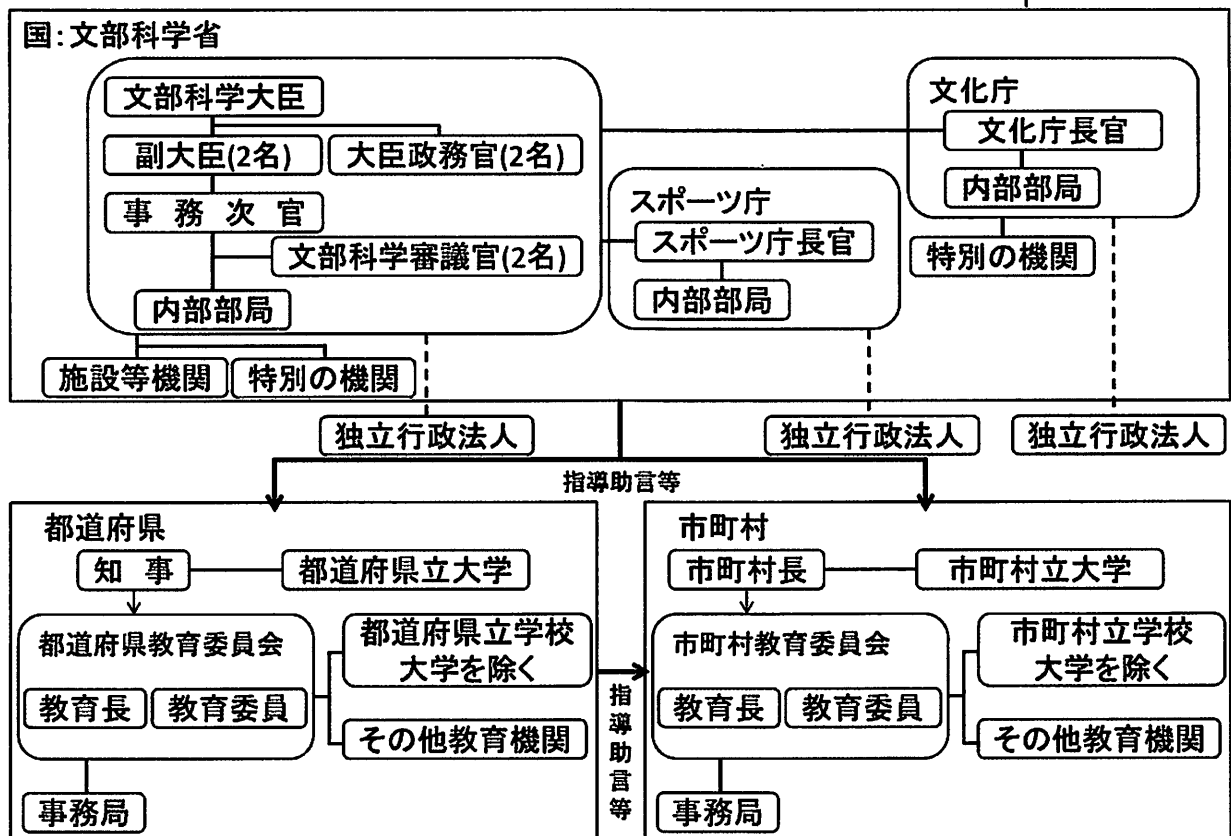 国:文部科学省
文部科学大臣
副大臣(2名)
大臣政務官(2名)
事務次官
文部科学審議官(2名)
内部部局
施設等機関
特別の機関
スポーツ庁
スポーツ庁長官
内部部局
文化庁
文化庁長官
内部部局
特別の機関
独立行政法人
独立行政法人
独立行政法人
指導助言等
都道府県
知事
都道府県立大学
都道府県教育委員会
教育長
教育委員
都道府県立学校
大学を除く
その他教育機関
事務局
指導助言等
市町村
市町村長
市町村立大学
市町村教育委員会
教育長
教育委員
市町村立学校
大学を除く
その他教育機関
事務局